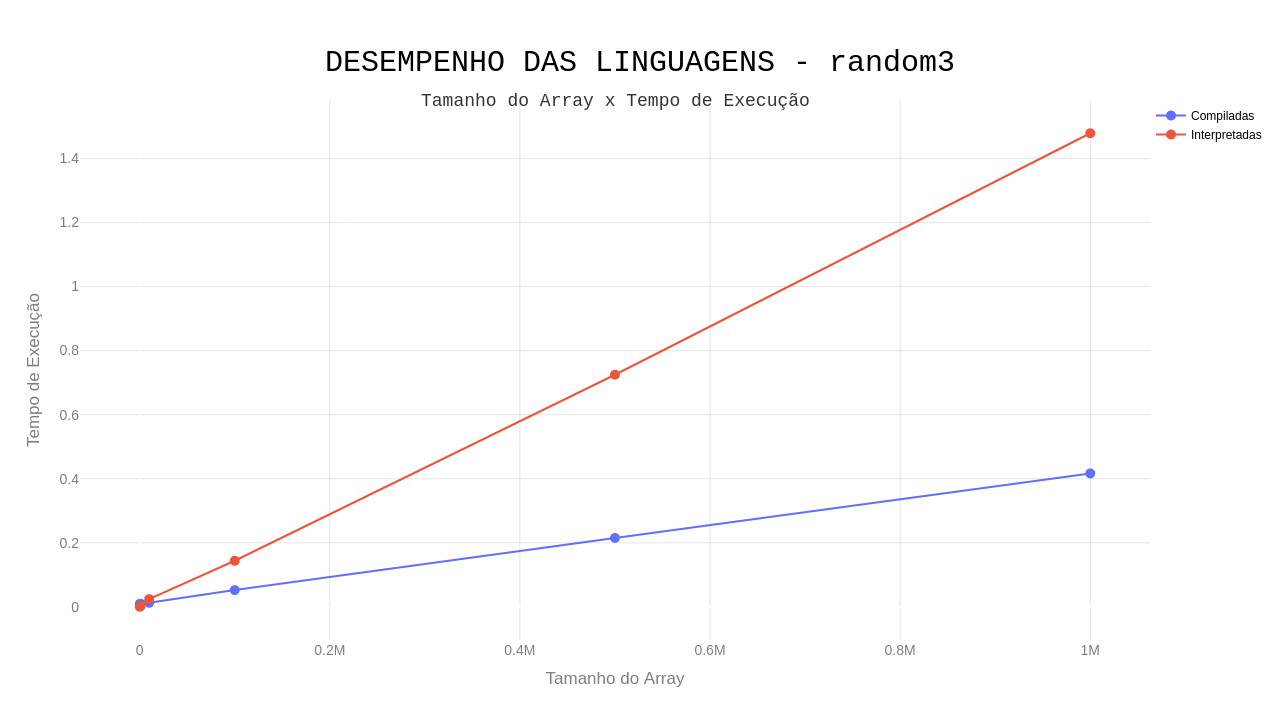 DESEMPENHO DAS LINGUAGENS - random3
Tamanho do Array x Tempo de Execução
Compiladas
Interpretadas
Tempo de Execução
1.4
1.2
1
0.8
0.6
0.4
0.2
0
0
0.2M
0.4M
0.6M
0.8M
1M
Tamanho do Array